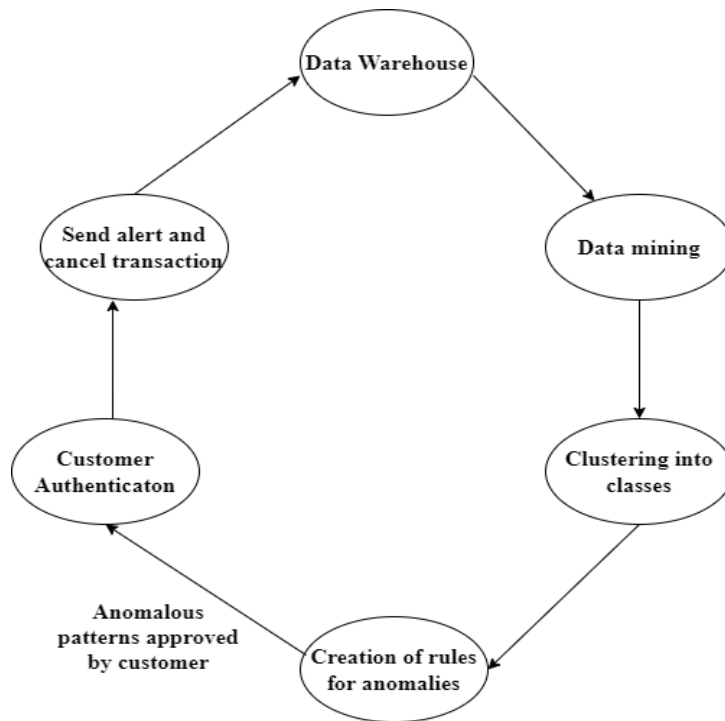 Data Warehouse
Data mining
Clustering into
classes
Creation of rules
for anomalies
Anomalous
patterns approved
by customer
Customer
Authenticaton
Send alert and
cancel transaction